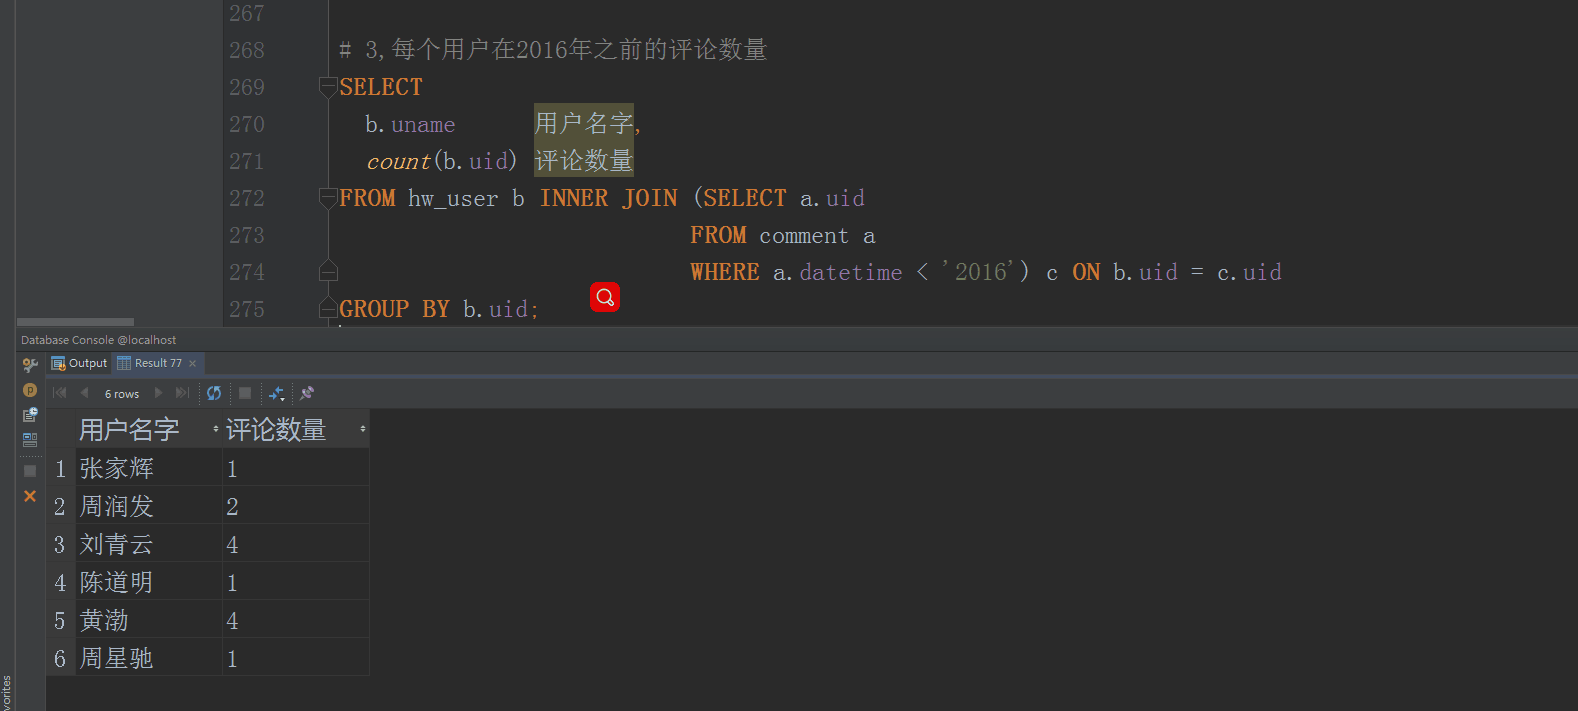 267
268 # 3,每个用户在2016年之前的评论数量
269 SELECT
270 b.uname 用户名字,
271 count(b.uid) 评论数量
272 FROM hw_user b INNER JOIN (SELECT a.uid
273 FROM comment a
274 WHERE a.datetime < '2016') c ON b.uid = c.uid
275 GROUP BY b.uid;
Database Console @localhost
Output Result 77
6 rows
用户名字 评论数量
1 张家辉 1
2 周润发 2
3 刘青云 4
4 陈道明 1
5 黄渤 4
6 周星驰 1
vorites